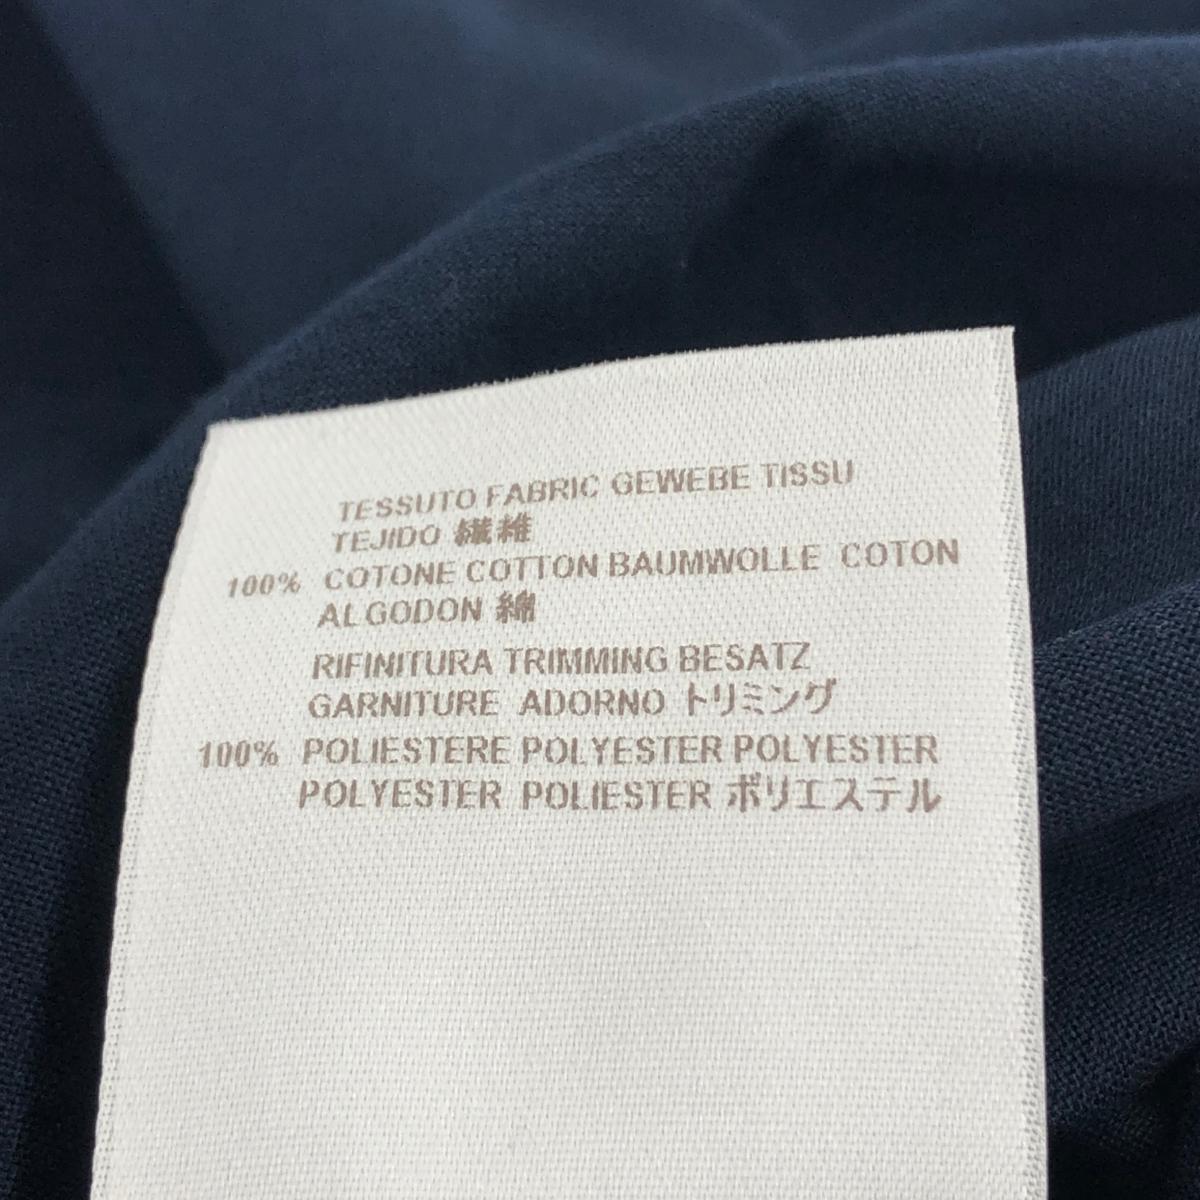 TESSUTO FABRIC GEWEBE TISSU
TEJIDO 繊維
100% COTONE COTTON BAUMWOLLE COTON
ALGODON 綿
RIFINITURA TRIMMING BESATZ
GARNITURE ADORNO トリミング
100% POLIESTERE POLYESTER POLYESTER
POLYESTER POLIESTER ポリエステル